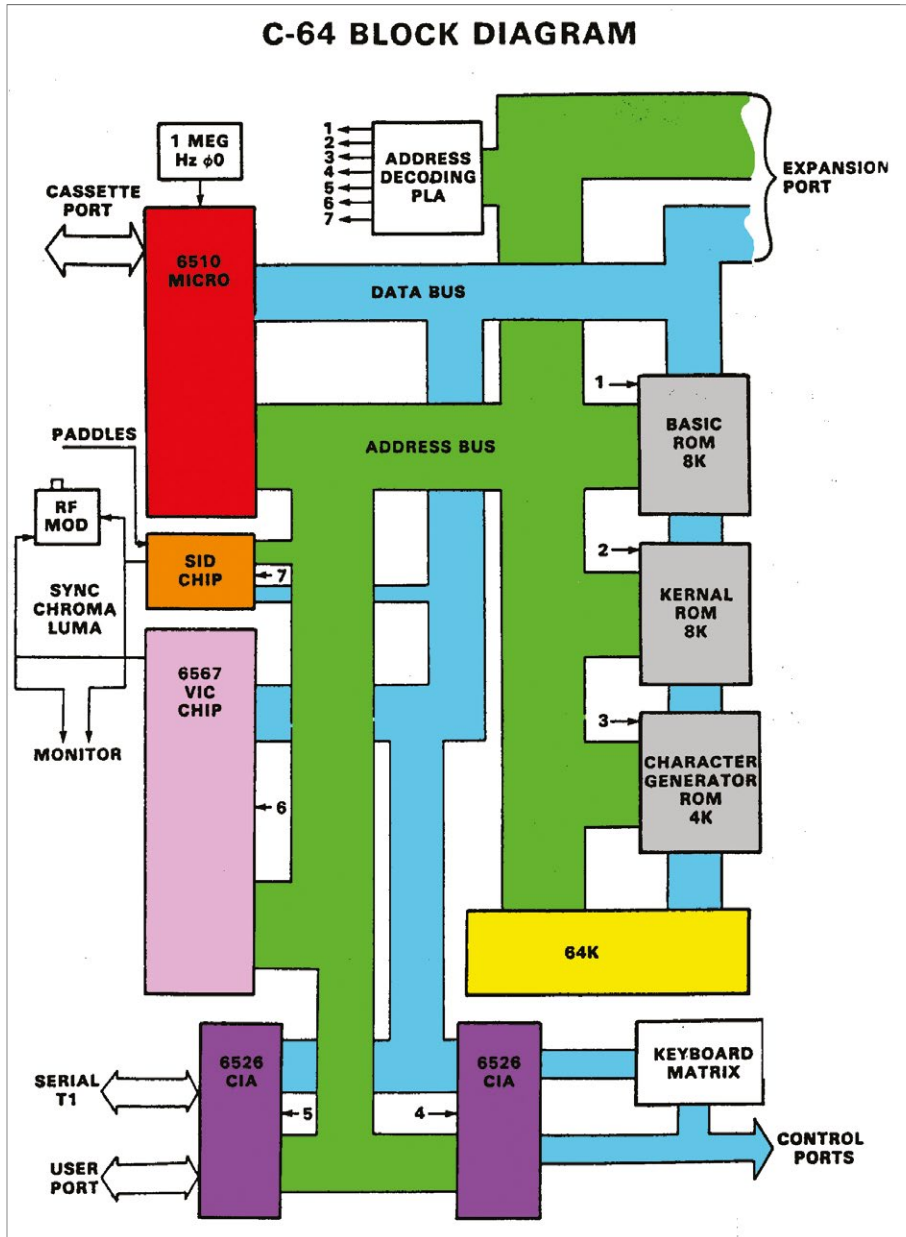 C-64 BLOCK DIAGRAM
1 MEG
Hz ϕ0
1
2
3
4
5
6
7
ADDRESS
DECODING
PLA
EXPANSION
PORT
CASSETTE
PORT
6510
MICRO
DATA BUS
1
BASIC
ROM
8K
PADDLES
ADDRESS BUS
RF
MOD
SID
CHIP
7
2
KERNAL
ROM
8K
SYNC
CHROMA
LUMA
6567
VIC
CHIP
3
MONITOR
CHARACTER
GENERATOR
ROM
4K
6
64K
6526
CIA
6526
CIA
KEYBOARD
MATRIX
SERIAL
T1
5
4
USER
PORT
CONTROL
PORTS